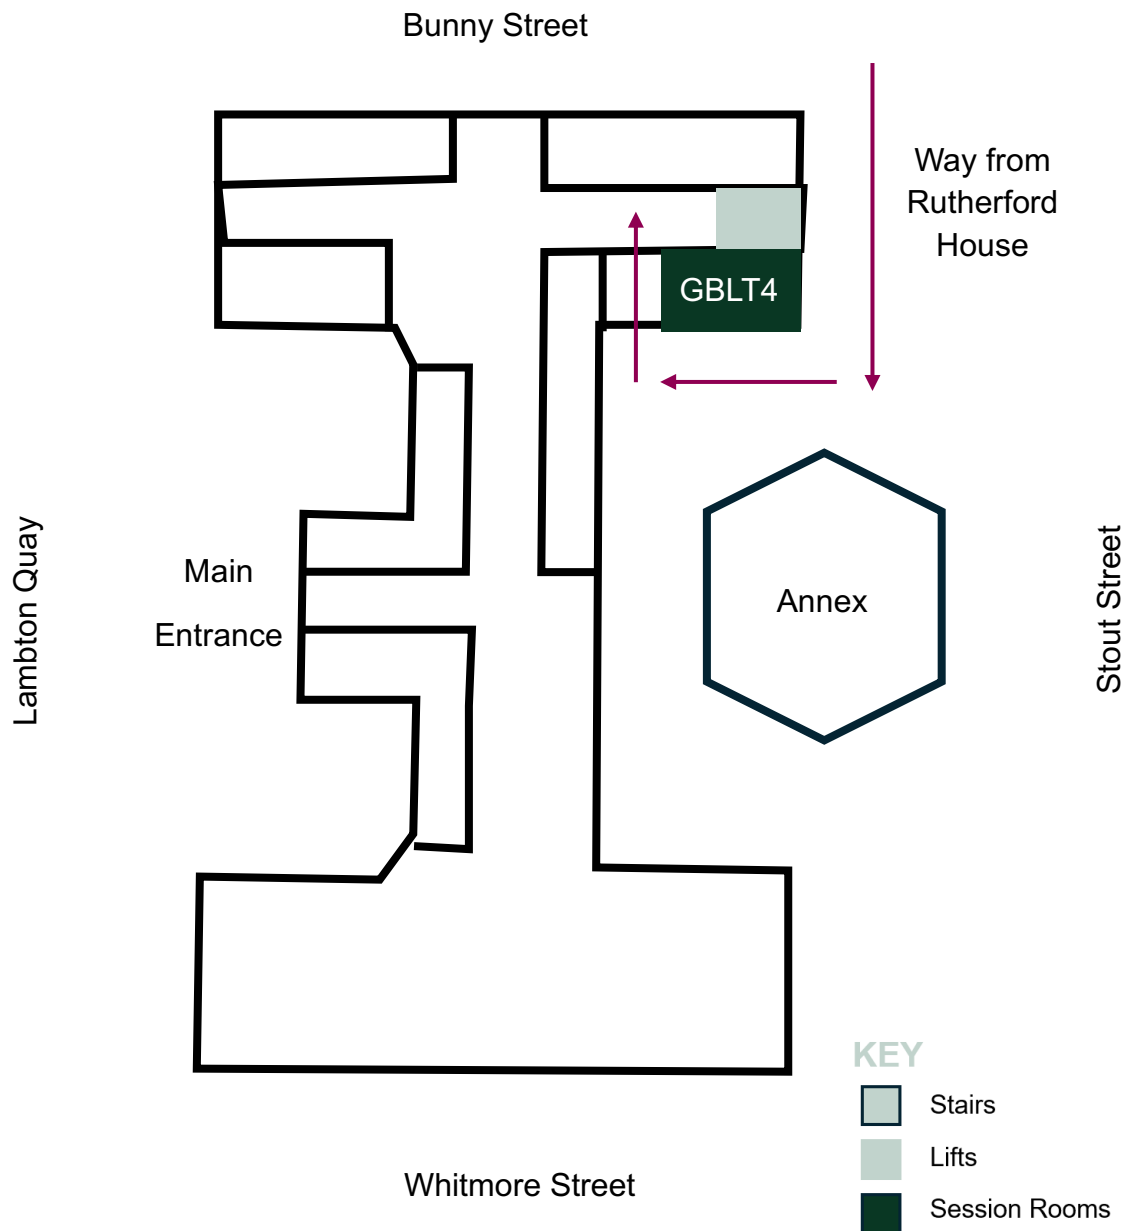 Bunny Street
Way from
Rutherford
House
GBLT4
Lambton Quay
Main
Entrance
Annex
Stout Street
KEY
Stairs
Lifts
Session Rooms
Whitmore Street